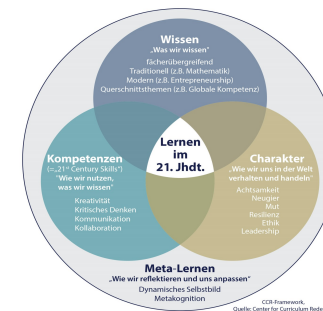 Wissen
„Was wir wissen"
fächerübergreifend
Traditionell (z.B. Mathematik)
Modern (z.B. Entrepreneurship)
Querschnittsthemen (z.B. Globale Kompetenz)
Lernen
im
21. Jhdt.
Kompetenzen
(=„21st Century Skills")
"Wie wir nutzen,
was wir wissen"
Kreativität
Kritisches Denken
Kommunikation
Kollaboration
Charakter
„Wie wir uns in der Welt
verhalten und handeln"
Achtsamkeit
Neugier
Mut
Resilienz
Ethik
Leadership
Meta-Lernen
„Wie wir reflektieren und uns anpassen"
Dynamisches Selbstbild
Metakognition
CCR-Framework,
Quelle: Center for Curriculum Rede